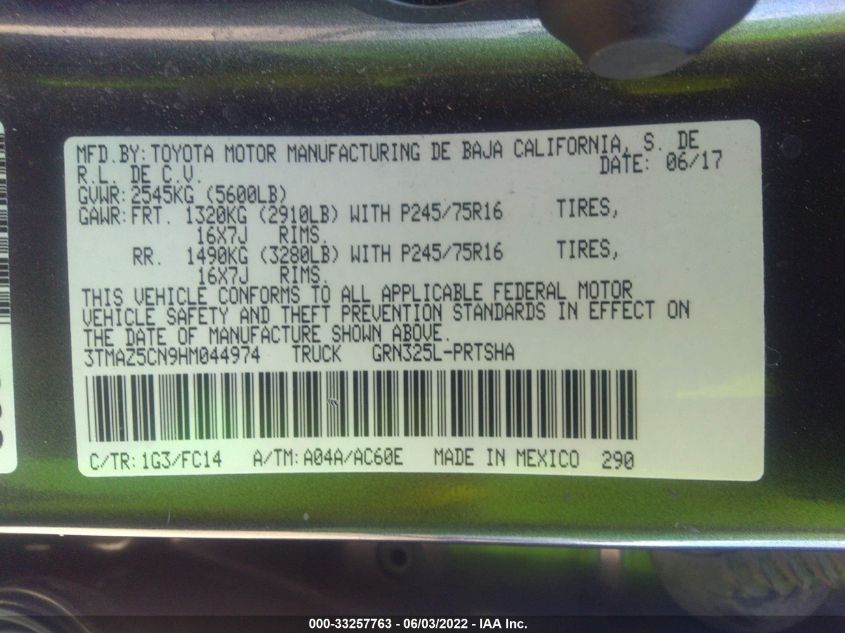 MFD.BY: TOYOTA MOTOR MANUFACTURING DE BAJA CALIFORNIA, S. DE
R.L. DE C.V. DATE: 06/17
GVWR: 2545KG (5600LB)
GAWR: FRT. 1320KG (2910LB) WITH P245/75R16 TIRES,
16X7J RIMS,
RR. 1490KG (3280LB) WITH P245/75R16 TIRES,
16X7J RIMS.
THIS VEHICLE CONFORMS TO ALL APPLICABLE FEDERAL MOTOR
VEHICLE SAFETY AND THEFT PREVENTION STANDARDS IN EFFECT ON
THE DATE OF MANUFACTURE SHOWN ABOVE.
3TMAZ5CN9HM044974 TRUCK GRN325L-PRTSHA
C/TR: 1G3/FC14 A/TM: A04A/AC60E MADE IN MEXICO 290
000-33257763 - 06/03/2022 - IAA Inc.